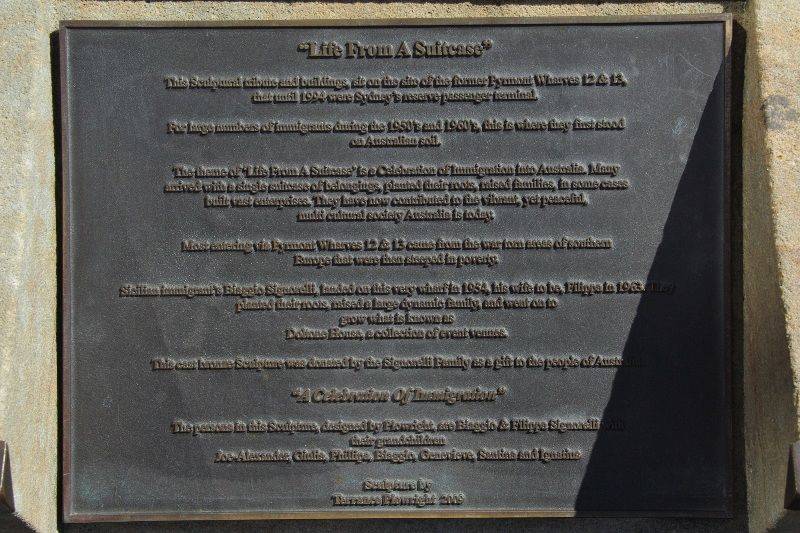 "Life From A Suitcase"
This Sculptural tribute and buildings, sit on the site of the former Pyrmont Wharves 12 & 13,
that until 1994 were Sydney's reserve passenger terminal.
For large numbers of immigrants during the 1950's and 1960's, this is where they first stood
on Australian soil.
The theme of 'Life From A Suitcase' is a Celebration of Immigration into Australia. Many
arrived with a single suitcase of belongings, planted their roots, raised families, in some cases
built vast enterprises. They have now contributed to the vibrant, yet peaceful,
multi cultural society Australia is today.
Most entering via Pyrmont Wharves 12 & 13 came from the war torn areas of southern
Europe that were then steeped in poverty.
Sicilian immigrant's Biaggio Signorelli, landed on this very wharf in 1954, his wife to be, Filippa in 1963. They
planted their roots, raised a large dynamic family, and went on to
grow what is known as
Doltone House, a collection of event venues.
This cast bronze Sculpture was donated by the Signorelli Family as a gift to the people of Australia.
"A Celebration Of Immigration"
The persons in this Sculpture, designed by Plowright, are Biaggio & Filippa Signorelli with
their grandchildren
Joe-Alexander, Giulia, Phillipa, Biaggio, Genevieve, Santina and Ignatius
Sculpture by
Terrance Plowright 2009